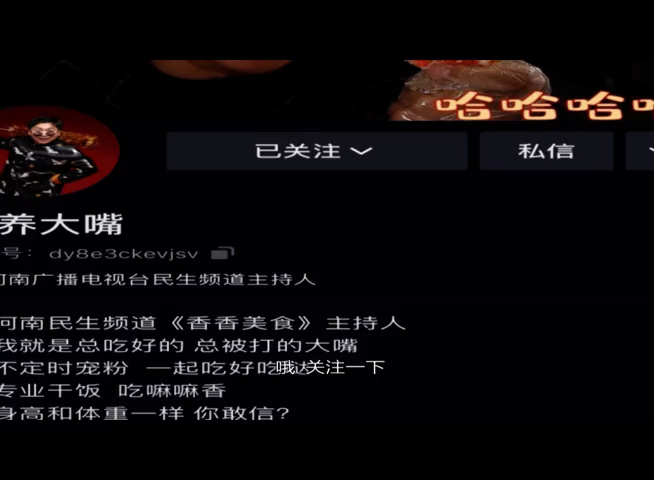 哈哈哈
已关注
私信
养大嘴
号：dy8e3ckevjsv
河南广播电视台民生频道主持人
河南民生频道《香香美食》主持人
我就是总吃好的 总被打的大嘴
不定时宠粉 一起吃好吃
哦 关注一下
专业干饭 吃嘛嘛香
身高和体重一样 你敢信？